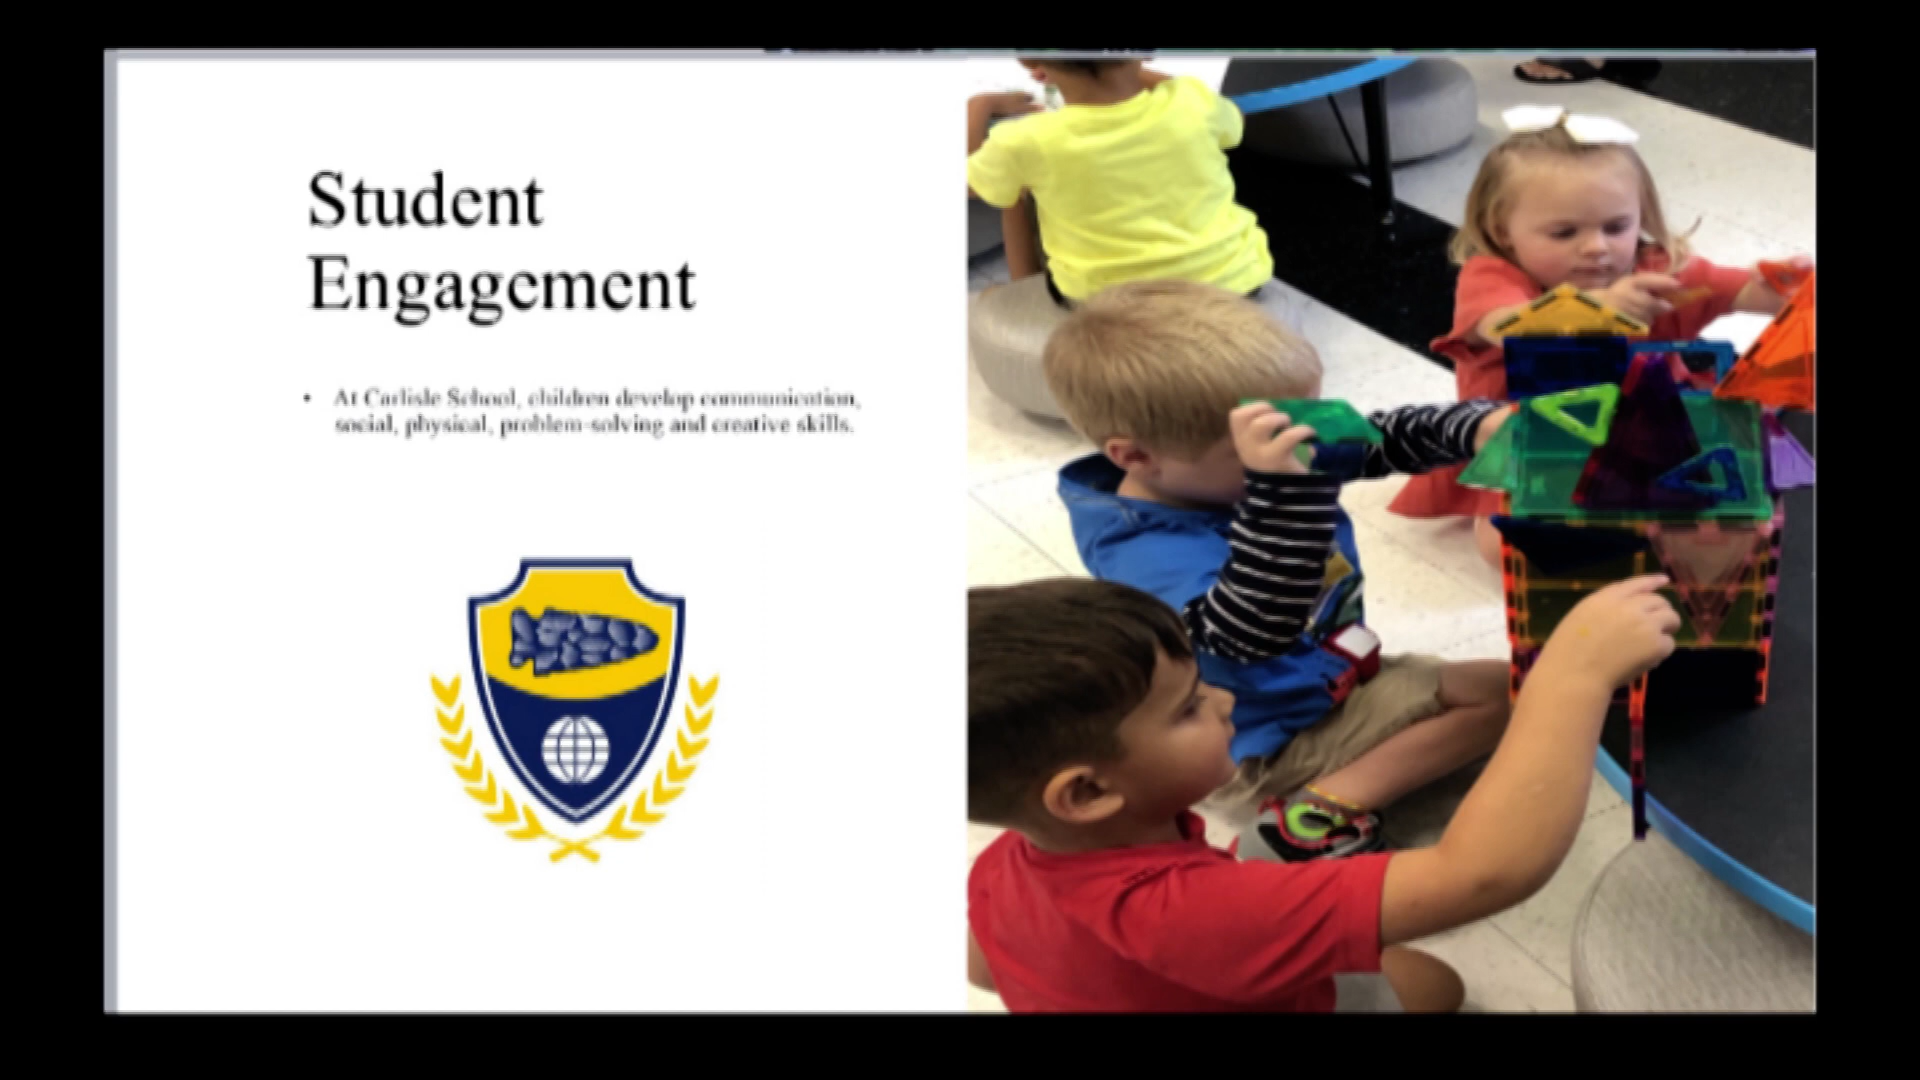 Student
Engagement
• At Carlisle School, children develop communication,
social, physical, problem-solving and creative skills.